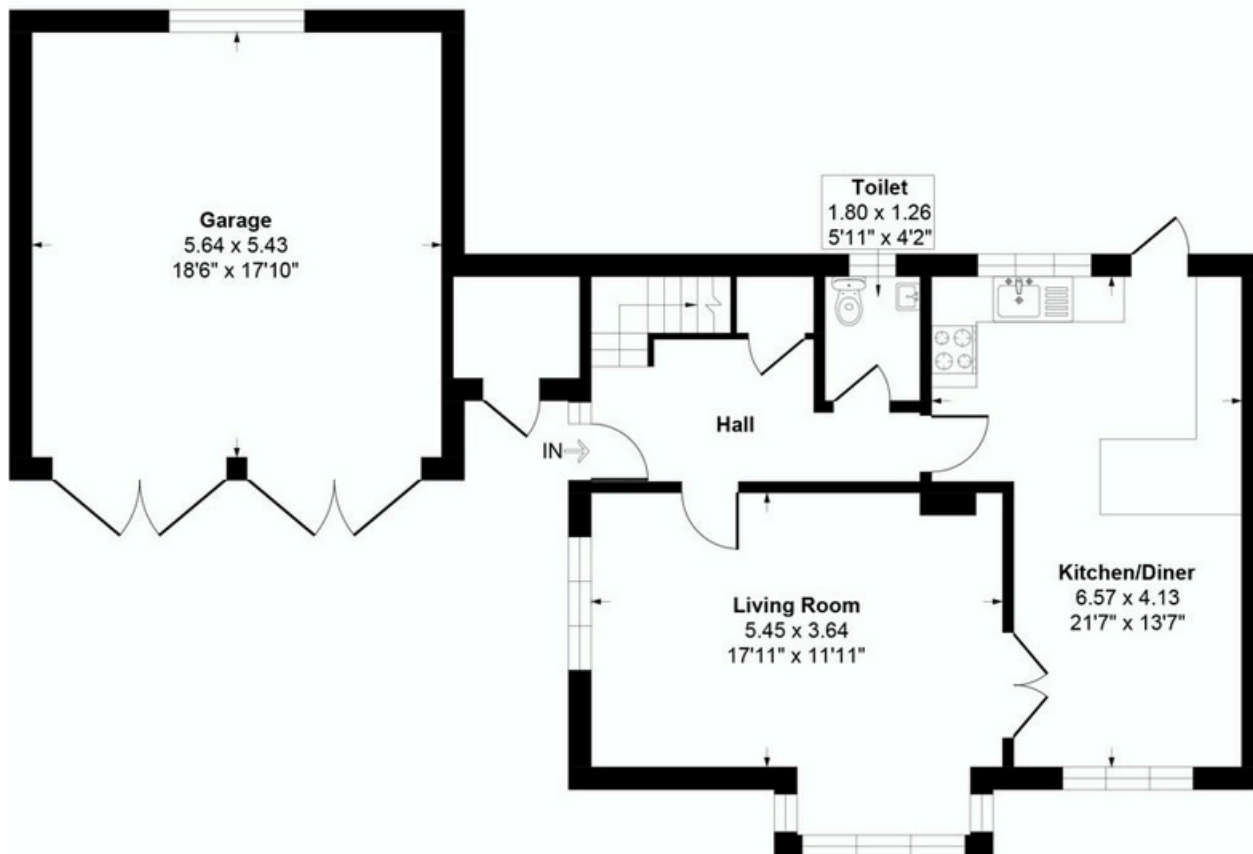 Toilet
1.80 x 1.26
5'11" x 4'2"
Garage
5.64 x 5.43
18'6" x 17'10"
Hall
IN
Kitchen/Diner
6.57 x 4.13
21'7" x 13'7"
Living Room
5.45 x 3.64
17'11" x 11'11"